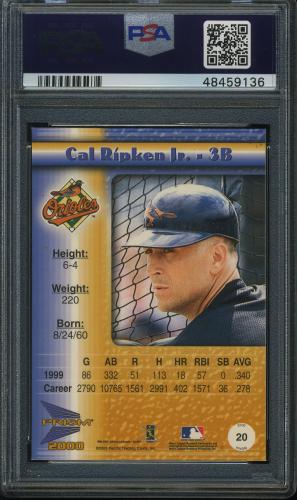 PSA
48459136
Cal Ripken Jr. - 3B
Orioles
Height:
6-4
Weight:
220
Born:
8/24/60
G AB R H HR RBI SB AVG
1999 86 332 51 113 18 57 0 .340
Career 2790 10765 1561 2991 402 1571 36 .278
PRISM
2000
20